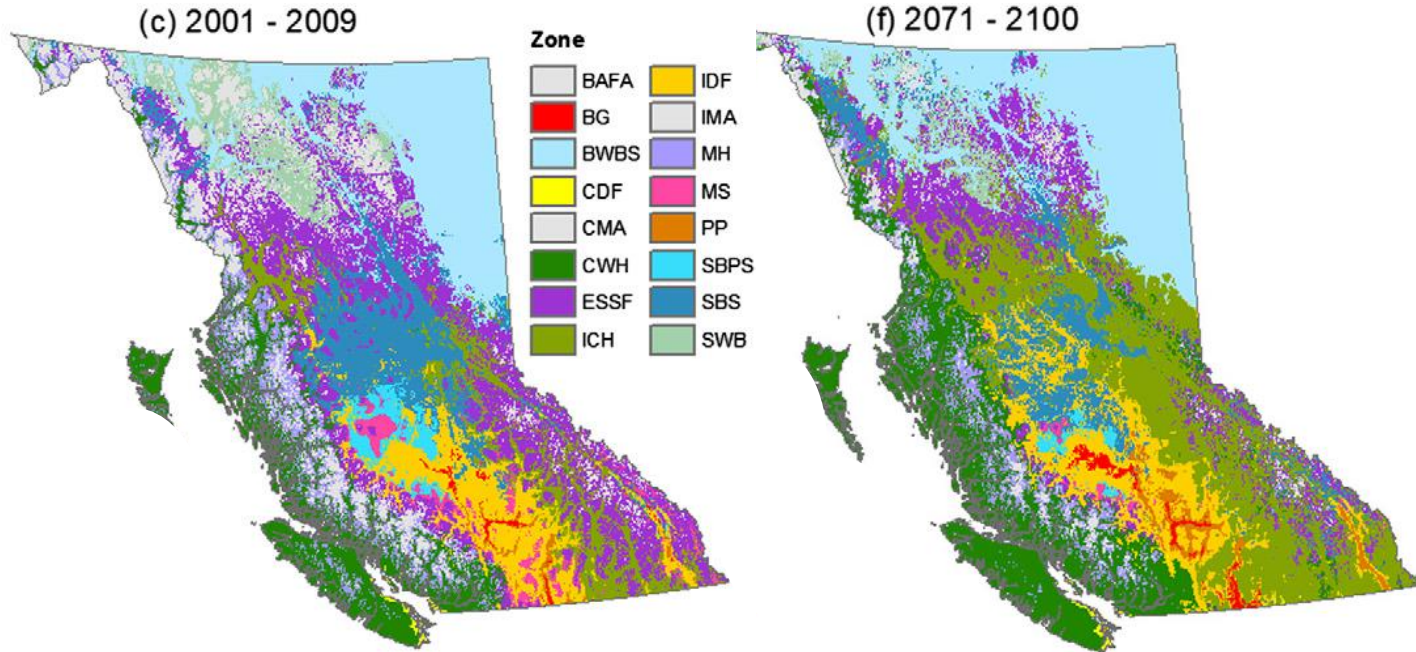 (c) 2001 - 2009
(f) 2071 - 2100
Zone
BAFA
IDF
BG
IMA
BWBS
MH
CDF
MS
CMA
PP
CWH
SBPS
ESSF
SBS
ICH
SWB